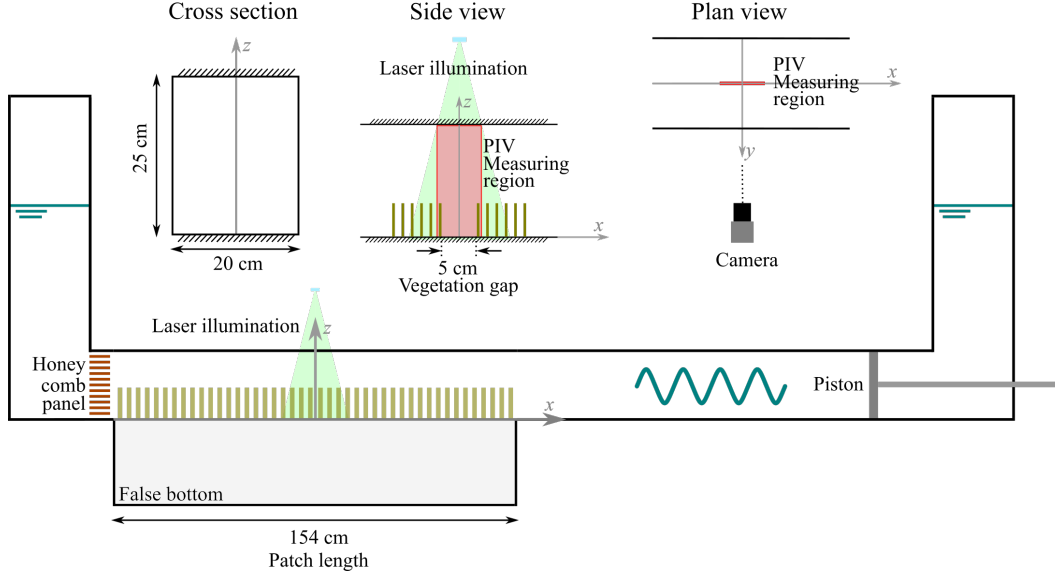 Cross section
z
25 cm
20 cm
Side view
Laser illumination
z
PIV
Measuring
region
x
5 cm
Vegetation gap
Plan view
PIV
Measuring
region
x
y
Camera
Laser illumination
z
Honey
comb
panel
x
Piston
False bottom
154 cm
Patch length